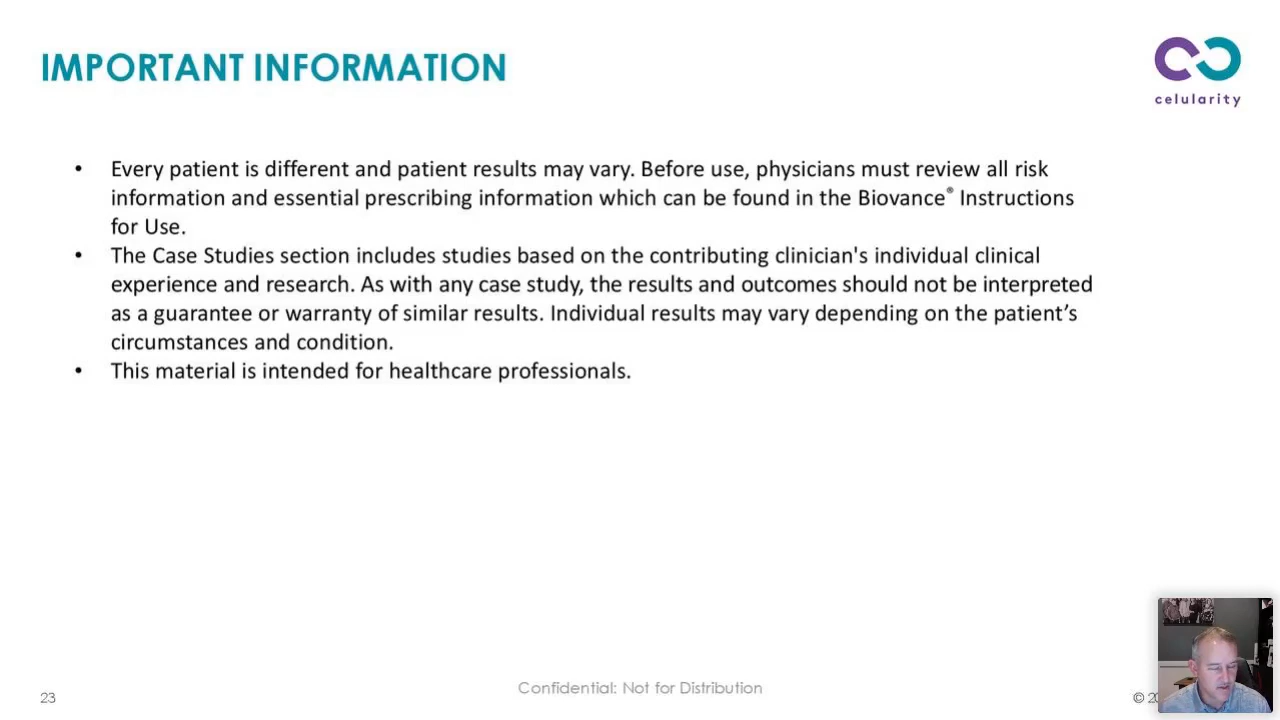 IMPORTANT INFORMATION
celularity
• Every patient is different and patient results may vary. Before use, physicians must review all risk
information and essential prescribing information which can be found in the Biovance® Instructions
for Use.
• The Case Studies section includes studies based on the contributing clinician's individual clinical
experience and research. As with any case study, the results and outcomes should not be interpreted
as a guarantee or warranty of similar results. Individual results may vary depending on the patient’s
circumstances and condition.
• This material is intended for healthcare professionals.
23
Confidential: Not for Distribution
©